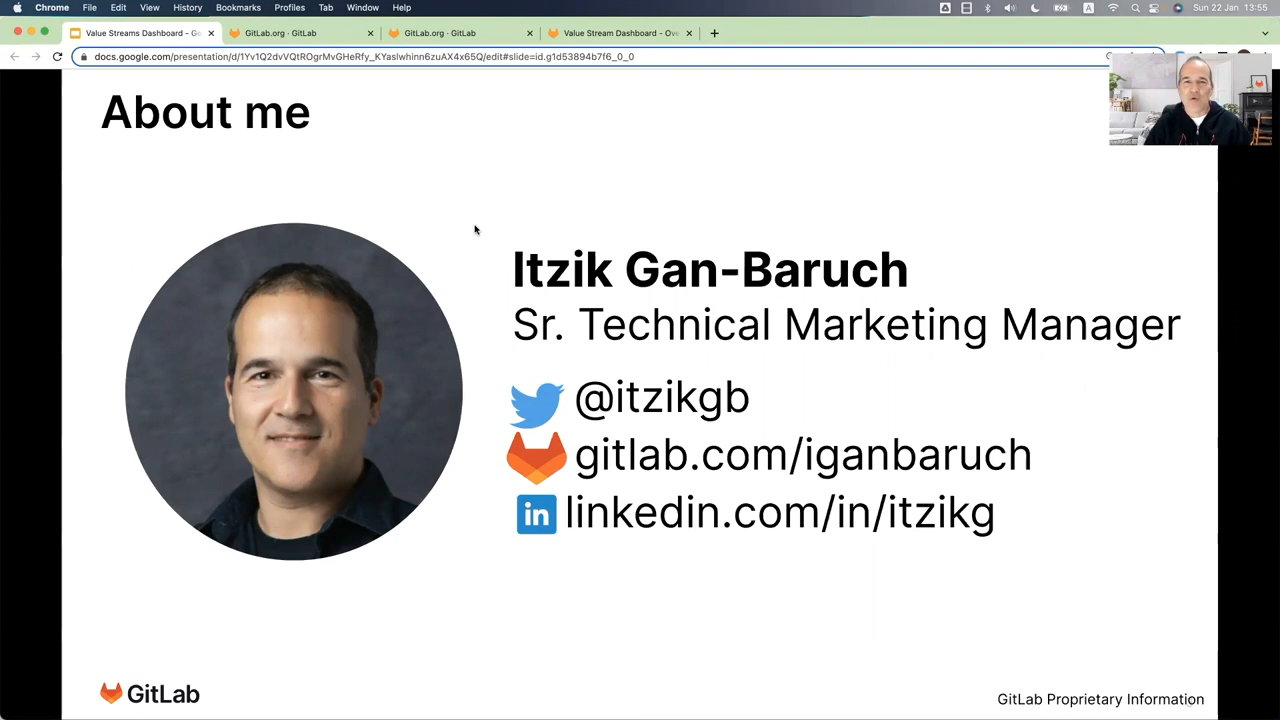 Chrome File Edit View History Bookmarks Profiles Tab Window Help
A Sun 22 Jan 13:55
Value Streams Dashboard - Go
GitLab.org · GitLab
GitLab.org · GitLab
Value Stream Dashboard - Ove
docs.google.com/presentation/d/1Yv1Q2dvVQtROgrMvGHeRfy_KYaslwhinn6zuAX4x65Q/edit#slide=id.g1d53894b7f6_0_0
About me
Itzik Gan-Baruch
Sr. Technical Marketing Manager
@itzikgb
gitlab.com/iganbaruch
in linkedin.com/in/itzikg
GitLab
GitLab Proprietary Information